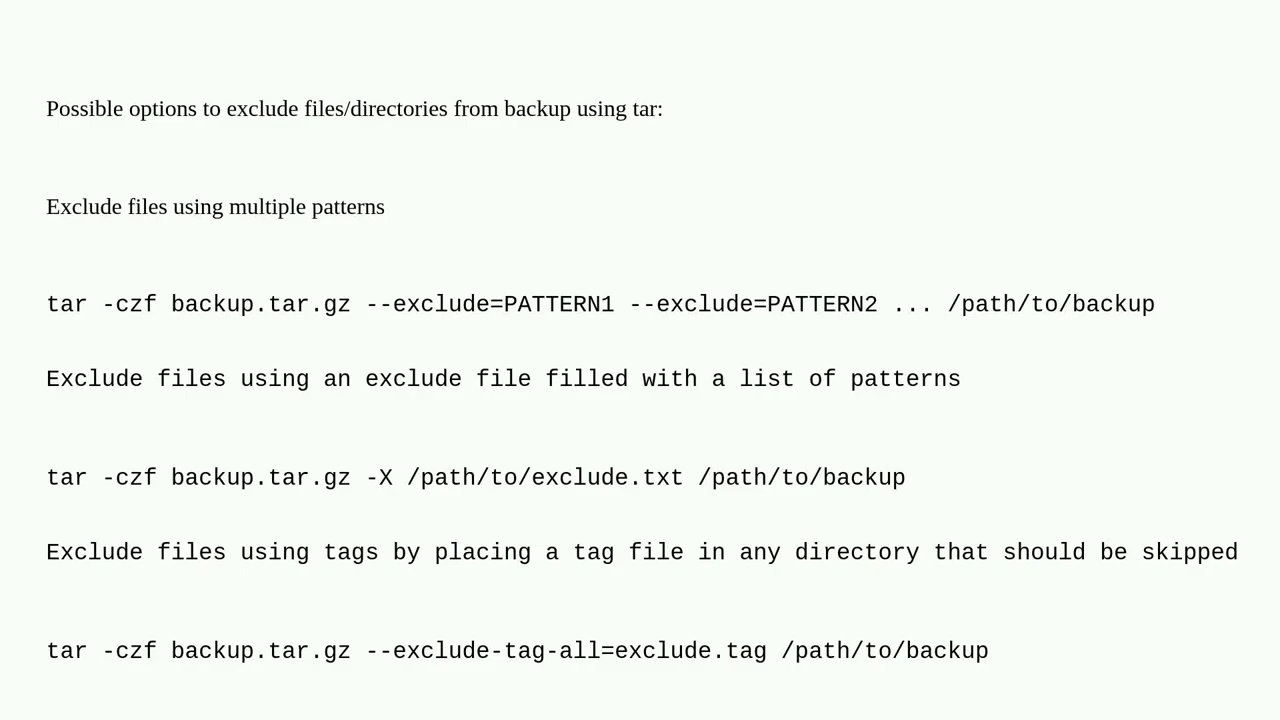 Possible options to exclude files/directories from backup using tar:
Exclude files using multiple patterns
tar -czf backup.tar.gz --exclude=PATTERN1 --exclude=PATTERN2 ... /path/to/backup
Exclude files using an exclude file filled with a list of patterns
tar -czf backup.tar.gz -X /path/to/exclude.txt /path/to/backup
Exclude files using tags by placing a tag file in any directory that should be skipped
tar -czf backup.tar.gz --exclude-tag-all=exclude.tag /path/to/backup